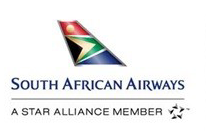 SOUTH AFRICAN AIRWAYS
A STAR ALLIANCE MEMBER